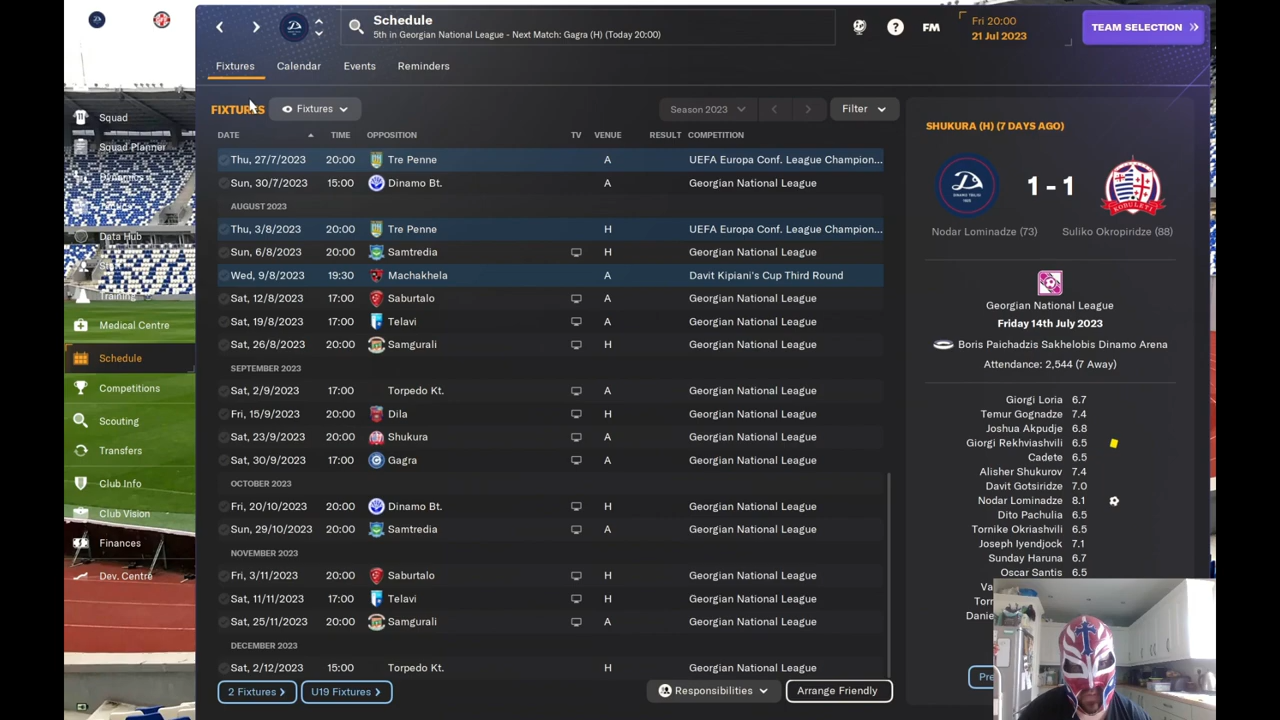 Schedule
5th in Georgian National League - Next Match: Gagra (H) (Today 20:00)
FM
Fri 20:00
21 Jul 2023
TEAM SELECTION
Fixtures Calendar Events Reminders
FIXTURES Fixtures Season 2023 Filter
DATE TIME OPPOSITION TV VENUE RESULT COMPETITION
Thu, 27/7/2023 20:00 Tre Penne A UEFA Europa Conf. League Champion...
Sun, 30/7/2023 15:00 Dinamo Bt. A Georgian National League
AUGUST 2023
Thu, 3/8/2023 20:00 Tre Penne H UEFA Europa Conf. League Champion...
Sun, 6/8/2023 20:00 Samtredia H Georgian National League
Wed, 9/8/2023 19:30 Machakhela A Davit Kipiani's Cup Third Round
Sat, 12/8/2023 17:00 Saburtalo A Georgian National League
Sat, 19/8/2023 17:00 Telavi A Georgian National League
Sat, 26/8/2023 20:00 Samgurali H Georgian National League
SEPTEMBER 2023
Sat, 2/9/2023 17:00 Torpedo Kt. A Georgian National League
Fri, 15/9/2023 20:00 Dila H Georgian National League
Sat, 23/9/2023 20:00 Shukura A Georgian National League
Sat, 30/9/2023 17:00 Gagra A Georgian National League
OCTOBER 2023
Fri, 20/10/2023 20:00 Dinamo Bt. H Georgian National League
Sun, 29/10/2023 20:00 Samtredia A Georgian National League
NOVEMBER 2023
Fri, 3/11/2023 20:00 Saburtalo H Georgian National League
Sat, 11/11/2023 17:00 Telavi H Georgian National League
Sat, 25/11/2023 20:00 Samgurali A Georgian National League
DECEMBER 2023
Sat, 2/12/2023 15:00 Torpedo Kt. H Georgian National League
2 Fixtures U19 Fixtures Responsibilities Arrange Friendly
Squad
Squad Planner
Data Hub
Training
Medical Centre
Schedule
Competitions
Scouting
Transfers
Club Info
Club Vision
Finances
Dev. Centre
SHUKURA (H) (7 DAYS AGO)
1 - 1
Nodar Lominadze (73) Suliko Okropiridze (88)
Georgian National League
Friday 14th July 2023
Boris Paichadzis Sakhelobis Dinamo Arena
Attendance: 2,544 (7 Away)
Giorgi Loria 6.7
Temur Gognadze 7.4
Joshua Akpudje 6.8
Giorgi Rekhviashvili 6.5
Cadete 6.5
Alisher Shukurov 7.4
Davit Gotsiridze 7.0
Nodar Lominadze 8.1
Dito Pachulia 6.5
Tornike Okriashvili 6.5
Joseph Iyendjock 7.1
Sunday Haruna 6.7
Oscar Santis 6.5